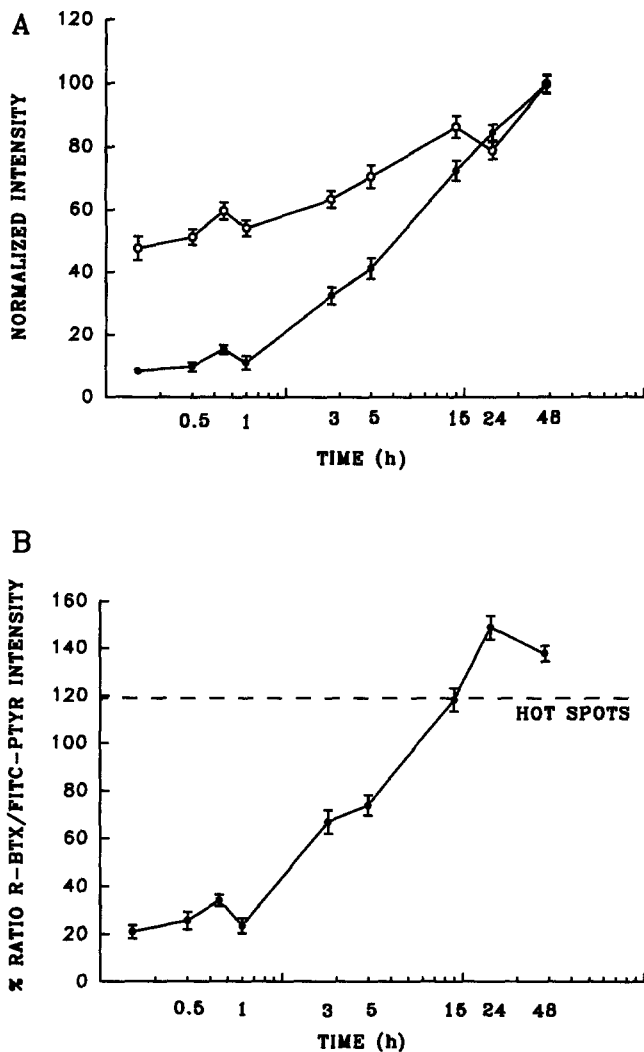 A
NORMALIZED INTENSITY
120
100
80
60
40
20
0
0.5 1 3 5 15 24 48
TIME (h)
B
% RATIO R-BTX/FITC-PTYR INTENSITY
160
140
120
100
80
60
40
20
0
HOT SPOTS
0.5 1 3 5 15 24 48
TIME (h)